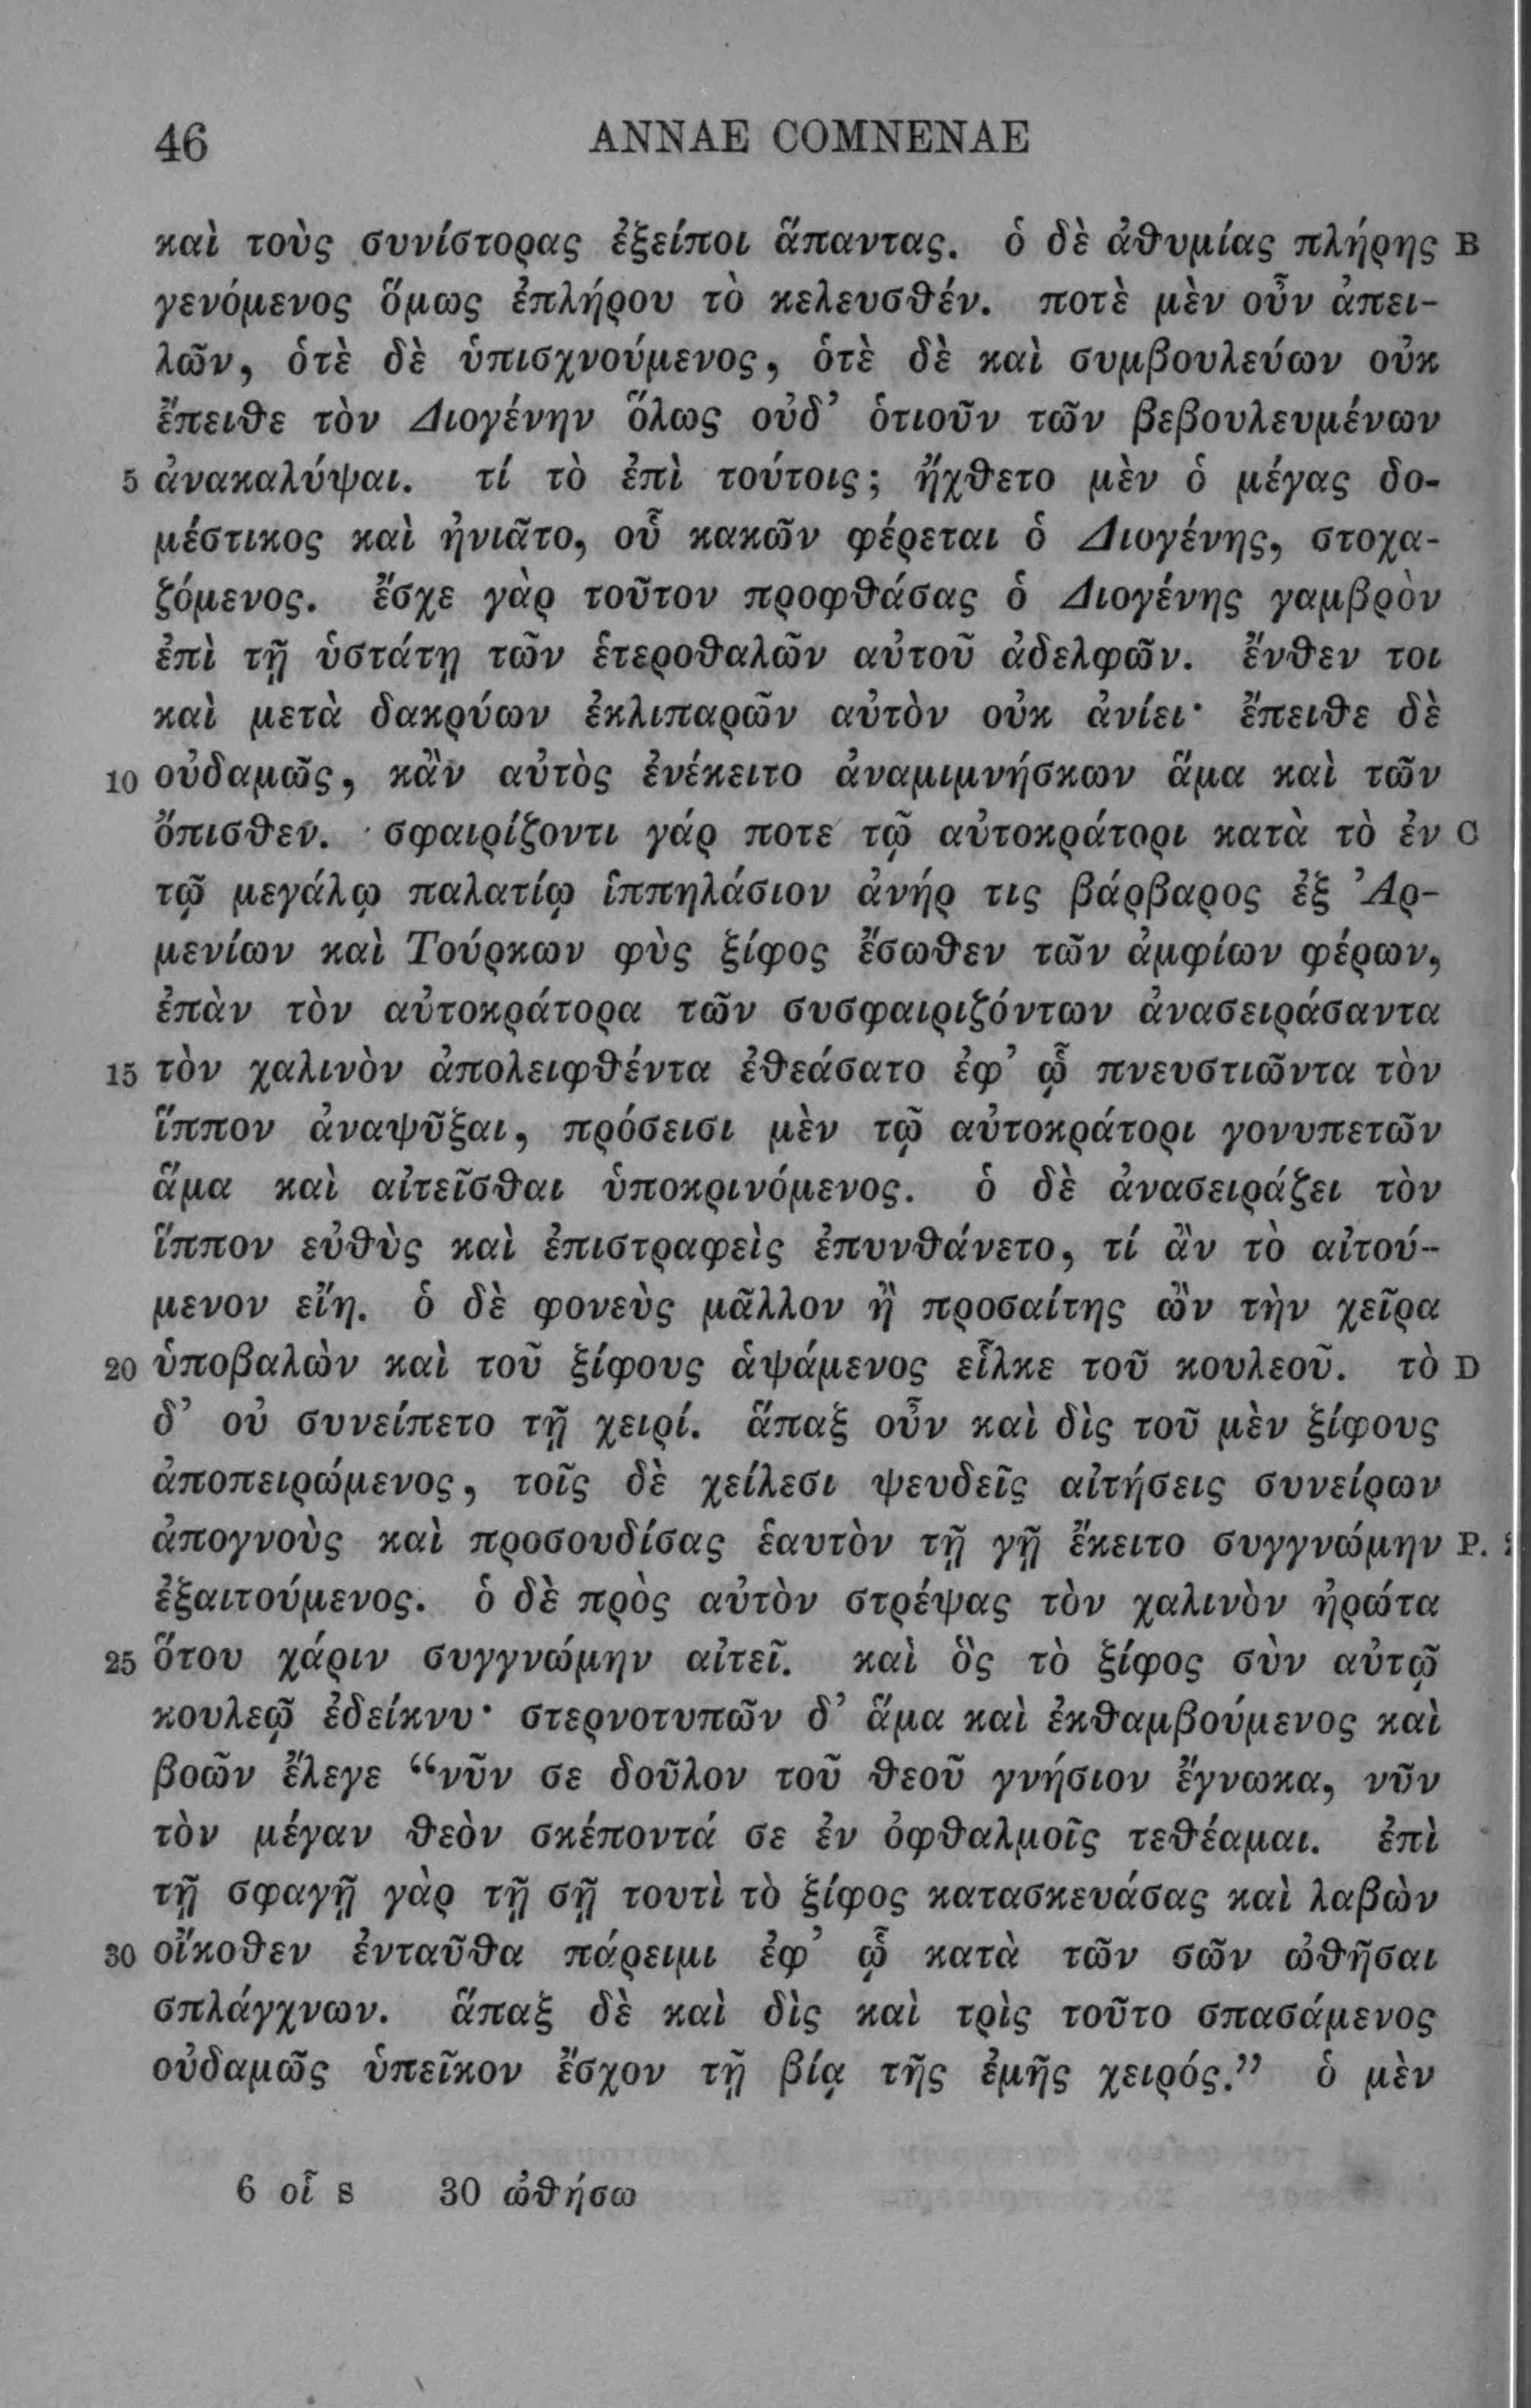 46 ANNAE COMNENAE
καὶ τοὺς συνίστορας ἐξείποι ἅπαντας. ὁ δὲ ἀθυμίας πλήρης B
γενόμενος ὅμως ἐπλήρου τὸ κελευσθέν. ποτὲ μὲν οὖν ἀπει-
λῶν, ὁτὲ δὲ ὑπισχνούμενος, ὁτὲ δὲ καὶ συμβουλεύων οὐκ
ἔπειθε τὸν Διογένην ὅλως οὐδ’ ὁτιοῦν τῶν βεβουλευμένων
5 ἀνακαλύψαι. τί τὸ ἐπὶ τούτοις; ἤχθετο μὲν ὁ μέγας δο-
μέστικος καὶ ἠνιᾶτο, οὗ κακῶν φέρεται ὁ Διογένης, στοχα-
ζόμενος. ἔσχε γὰρ τοῦτον προφθάσας ὁ Διογένης γαμβρὸν
ἐπὶ τῇ ὑστάτῃ τῶν ἑτεροθαλῶν αὐτοῦ ἀδελφῶν. ἔνθεν τοι
καὶ μετὰ δακρύων ἐκλιπαρῶν αὐτὸν οὐκ ἀνίει· ἔπειθε δὲ
10 οὐδαμῶς, κἂν αὐτὸς ἐνέκειτο ἀναμιμνήσκων ἅμα καὶ τῶν
ὄπισθεν. σφαιρίζοντι γάρ ποτε τῷ αὐτοκράτορι κατὰ τὸ ἐν C
τῷ μεγάλῳ παλατίῳ ἱππηλάσιον ἀνήρ τις βάρβαρος ἐξ Ἀρ-
μενίων καὶ Τούρκων φὺς ξίφος ἔσωθεν τῶν ἀμφίων φέρων,
ἐπὰν τὸν αὐτοκράτορα τῶν συσφαιριζόντων ἀνασειράσαντα
15 τὸν χαλινὸν ἀπολειφθέντα ἐθεάσατο ἐφ’ ᾧ πνευστιῶντα τὸν
ἵππον ἀναψῦξαι, πρόσεισι μὲν τῷ αὐτοκράτορι γονυπετῶν
ἅμα καὶ αἰτεῖσθαι ὑποκρινόμενος. ὁ δὲ ἀνασειράζει τὸν
ἵππον εὐθὺς καὶ ἐπιστραφεὶς ἐπυνθάνετο, τί ἂν τὸ αἰτού-
μενον εἴη. ὁ δὲ φονεὺς μᾶλλον ἢ προσαίτης ὢν τὴν χεῖρα
20 ὑποβαλὼν καὶ τοῦ ξίφους ἁψάμενος εἷλκε τοῦ κουλεοῦ. τὸ D
δ’ οὐ συνείπετο τῇ χειρί. ἅπαξ οὖν καὶ δὶς τοῦ μὲν ξίφους
ἀποπειρώμενος, τοῖς δὲ χείλεσι ψευδεῖς αἰτήσεις συνείρων
ἀπογνοὺς καὶ προσουδίσας ἑαυτὸν τῇ γῇ ἔκειτο συγγνώμην P.
ἐξαιτούμενος. ὁ δὲ πρὸς αὐτὸν στρέψας τὸν χαλινὸν ἠρώτα
25 ὅτου χάριν συγγνώμην αἰτεῖ. καὶ ὃς τὸ ξίφος σὺν αὐτῷ
κουλεῷ ἐδείκνυ· στερνοτυπῶν δ’ ἅμα καὶ ἐκθαμβούμενος καὶ
βοῶν ἔλεγε “νῦν σε δοῦλον τοῦ θεοῦ γνήσιον ἔγνωκα, νῦν
τὸν μέγαν θεὸν σκέποντά σε ἐν ὀφθαλμοῖς τεθέαμαι. ἐπὶ
τῇ σφαγῇ γὰρ τῇ σῇ τουτὶ τὸ ξίφος κατασκευάσας καὶ λαβὼν
30 οἴκοθεν ἐνταῦθα πάρειμι ἐφ’ ᾧ κατὰ τῶν σῶν ὠθῆσαι
σπλάγχνων. ἅπαξ δὲ καὶ δὶς καὶ τρὶς τοῦτο σπασάμενος
οὐδαμῶς ὑπεῖκον ἔσχον τῇ βίᾳ τῆς ἐμῆς χειρός.” ὁ μὲν
6 οἷ s 30 ὠθήσω